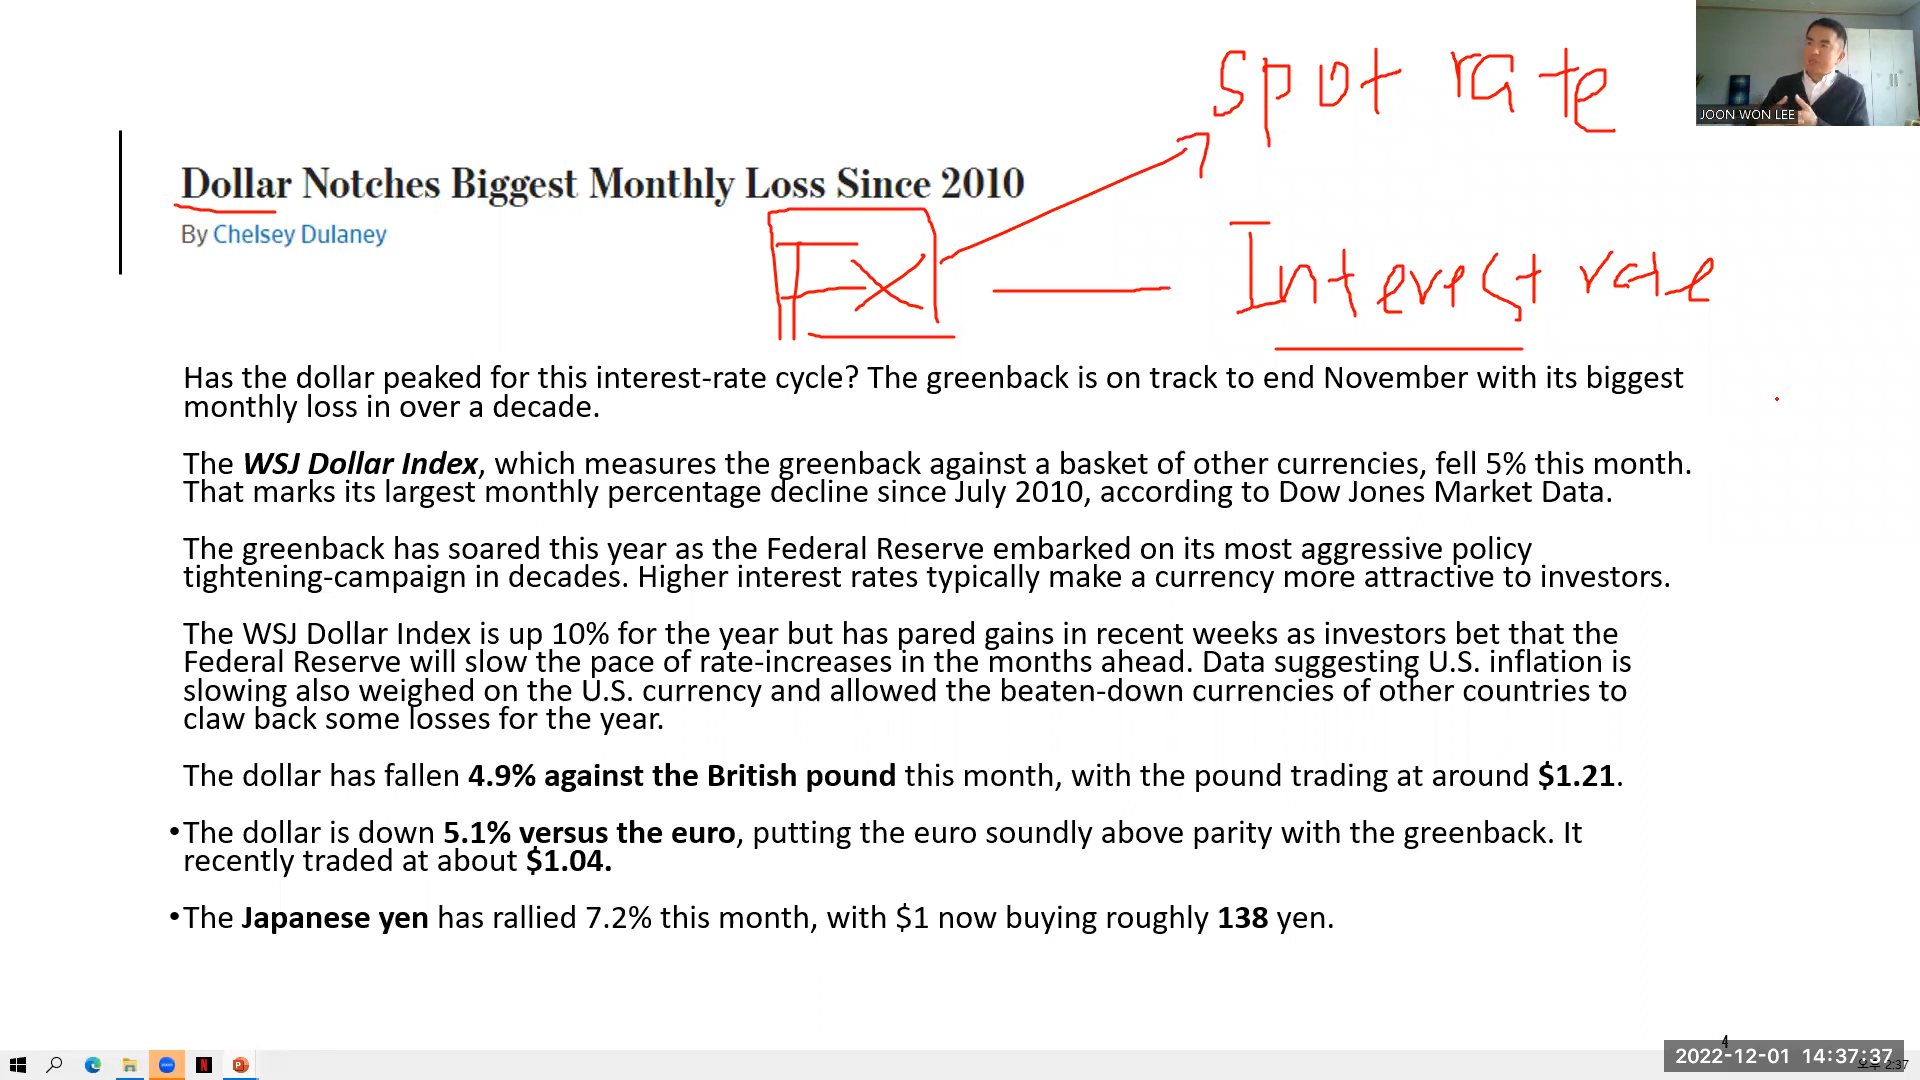 spot rate
JOON WON LEE
Dollar Notches Biggest Monthly Loss Since 2010
By Chelsey Dulaney
FX
Interest rate
Has the dollar peaked for this interest-rate cycle? The greenback is on track to end November with its biggest
monthly loss in over a decade.
The WSJ Dollar Index, which measures the greenback against a basket of other currencies, fell 5% this month.
That marks its largest monthly percentage decline since July 2010, according to Dow Jones Market Data.
The greenback has soared this year as the Federal Reserve embarked on its most aggressive policy
tightening-campaign in decades. Higher interest rates typically make a currency more attractive to investors.
The WSJ Dollar Index is up 10% for the year but has pared gains in recent weeks as investors bet that the
Federal Reserve will slow the pace of rate-increases in the months ahead. Data suggesting U.S. inflation is
slowing also weighed on the U.S. currency and allowed the beaten-down currencies of other countries to
claw back some losses for the year.
The dollar has fallen 4.9% against the British pound this month, with the pound trading at around $1.21.
•The dollar is down 5.1% versus the euro, putting the euro soundly above parity with the greenback. It
recently traded at about $1.04.
•The Japanese yen has rallied 7.2% this month, with $1 now buying roughly 138 yen.
4
2022-12-01 14:37:37
오후 2:37